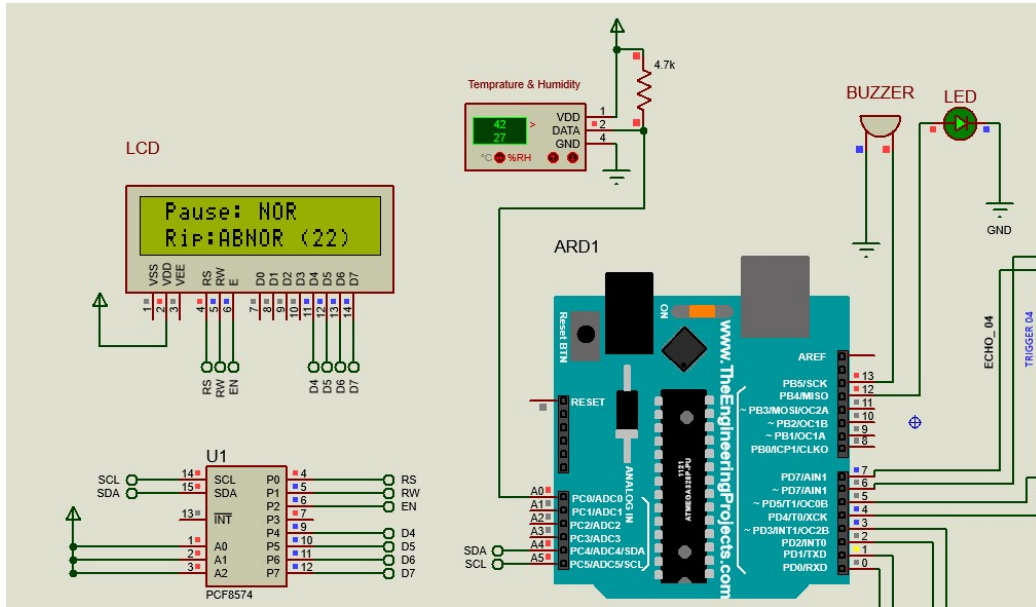 Temprature & Humidity
4.7k
VDD 1
DATA 2
GND 4
42
27
>
°C %RH
BUZZER
LED
GND
LCD
Pause: NOR
Rip:ABNOR (22)
VSS VDD VEE RS RW E D0 D1 D2 D3 D4 D5 D6 D7
1 2 3 4 5 6 7 8 9 10 11 12 13 14
RS RW EN D4 D5 D6 D7
U1
SCL 14 SCL P0 4 RS
SDA 15 SDA P1 5 RW
P2 6 EN
13 INT P3 7
P4 9 D4
1 A0 P5 10 D5
2 A1 P6 11 D6
3 A2 P7 12 D7
PCF8574
ARD1
Reset BTN
ON
www.TheEngineeringProjects.com
RESET
ANALOG IN
1121
ATMEGA328P-PU
A0 PC0/ADC0
A1 PC1/ADC1
A2 PC2/ADC2
A3 PC3/ADC3
SDA A4 PC4/ADC4/SDA
SCL A5 PC5/ADC5/SCL
AREF
PB5/SCK 13
PB4/MISO 12
~ PB3/MOSI/OC2A 11
~ PB2/OC1B 10
~ PB1/OC1A 9
PB0/ICP1/CLKO 8
PD7/AIN1 7
~ PD7/AIN1 6
~ PD5/T1/OC0B 5
PD4/T0/XCK 4
~ PD3/INT1/OC2B 3
PD2/INT0 2
PD1/TXD 1
PD0/RXD 0
ECHO_ 04
TRIGGER 04